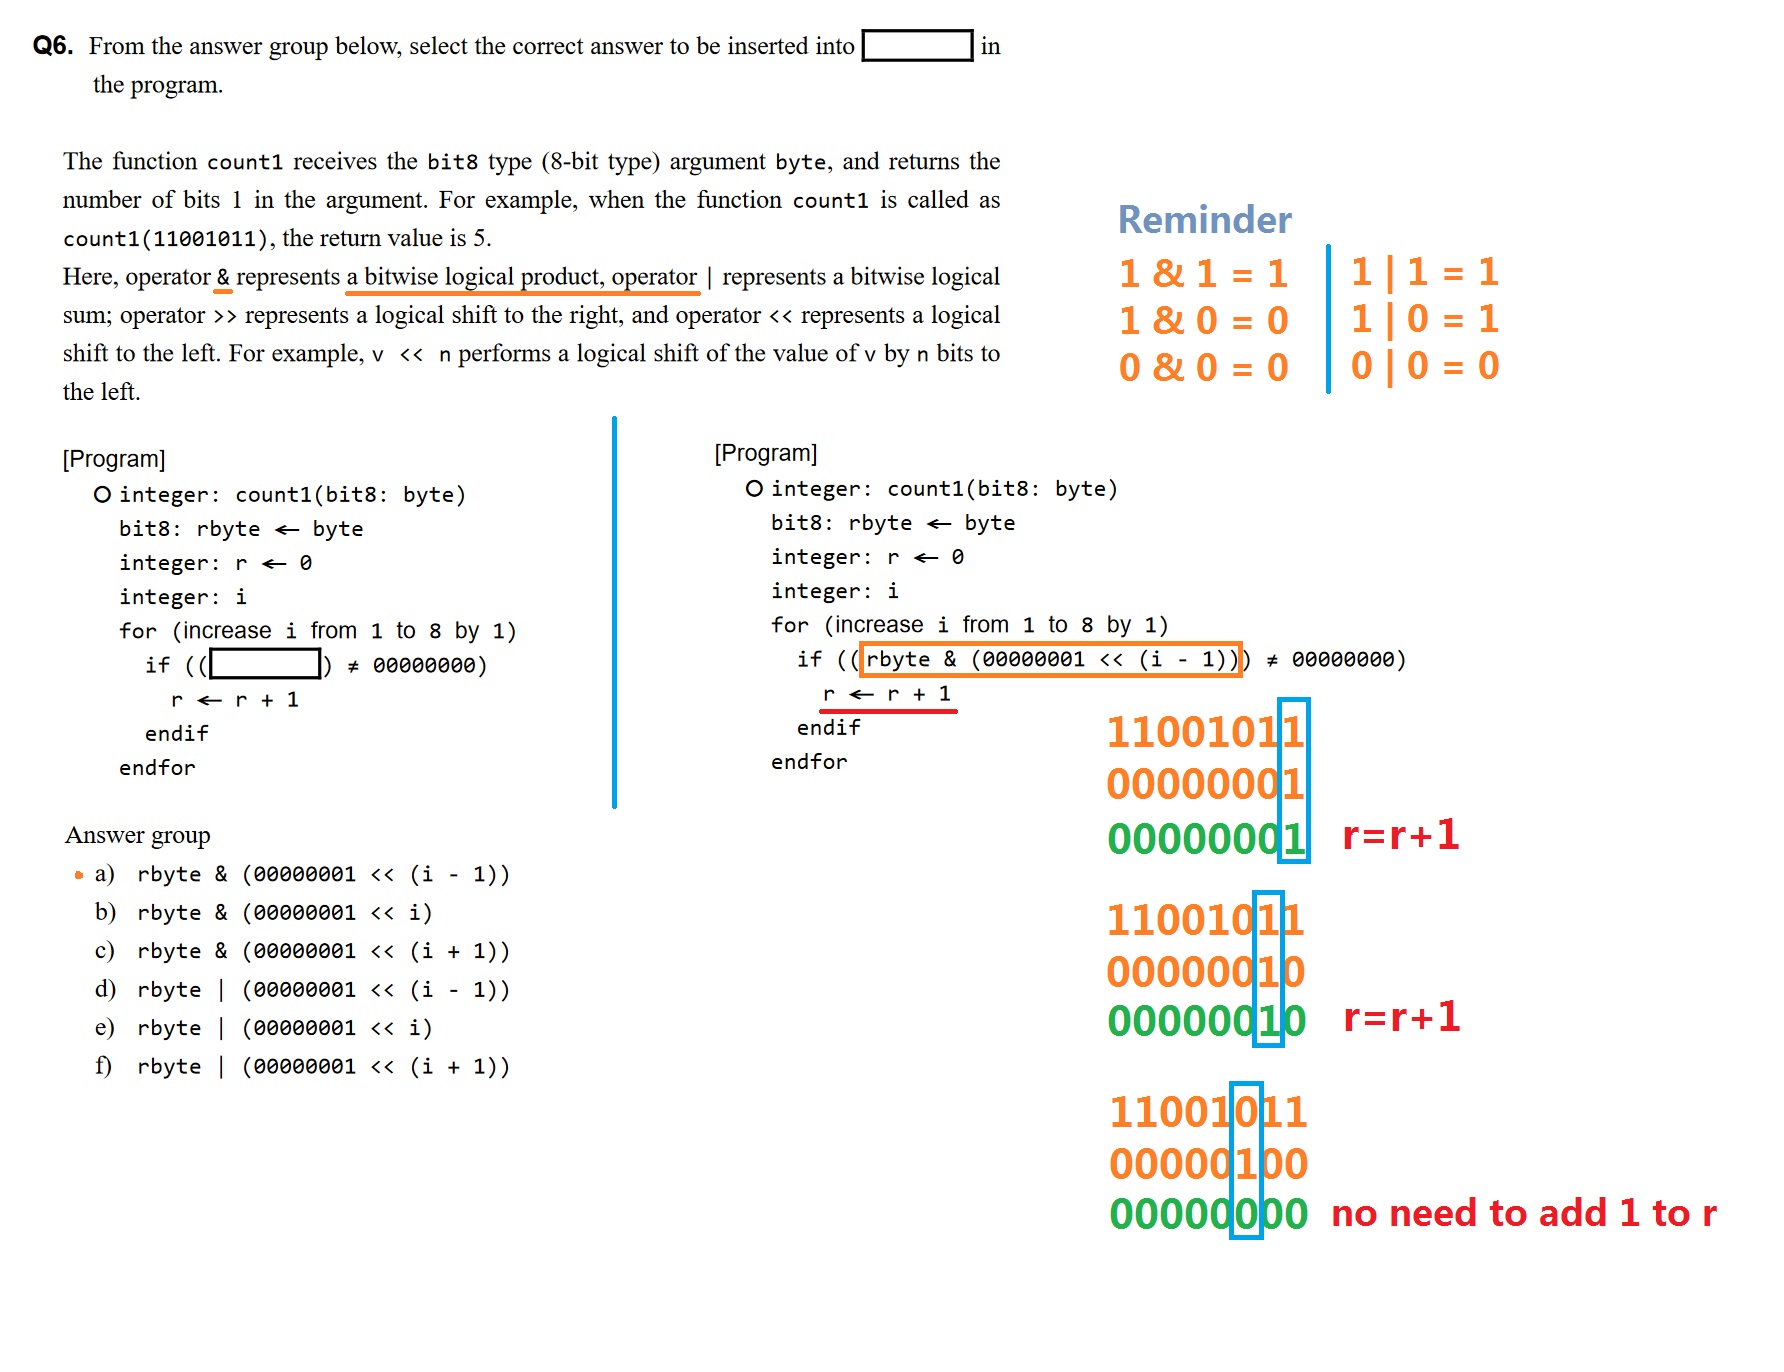 Q6. From the answer group below, select the correct answer to be inserted into in
the program.
The function count1 receives the bit8 type (8-bit type) argument byte, and returns the
number of bits 1 in the argument. For example, when the function count1 is called as
count1(11001011), the return value is 5.
Here, operator & represents a bitwise logical product, operator | represents a bitwise logical
sum; operator >> represents a logical shift to the right, and operator << represents a logical
shift to the left. For example, v << n performs a logical shift of the value of v by n bits to
the left.
Reminder
1 & 1 = 1
1 & 0 = 0
0 & 0 = 0
1 | 1 = 1
1 | 0 = 1
0 | 0 = 0
[Program]
○ integer: count1(bit8: byte)
bit8: rbyte ← byte
integer: r ← 0
integer: i
for (increase i from 1 to 8 by 1)
if (( ) ≠ 00000000)
r ← r + 1
endif
endfor
[Program]
○ integer: count1(bit8: byte)
bit8: rbyte ← byte
integer: r ← 0
integer: i
for (increase i from 1 to 8 by 1)
if ((rbyte & (00000001 << (i - 1))) ≠ 00000000)
r ← r + 1
endif
endfor
Answer group
a) rbyte & (00000001 << (i - 1))
b) rbyte & (00000001 << i)
c) rbyte & (00000001 << (i + 1))
d) rbyte | (00000001 << (i - 1))
e) rbyte | (00000001 << i)
f) rbyte | (00000001 << (i + 1))
11001011
00000001
00000001 r=r+1
11001011
00000010
00000010 r=r+1
11001011
00000100
00000000 no need to add 1 to r